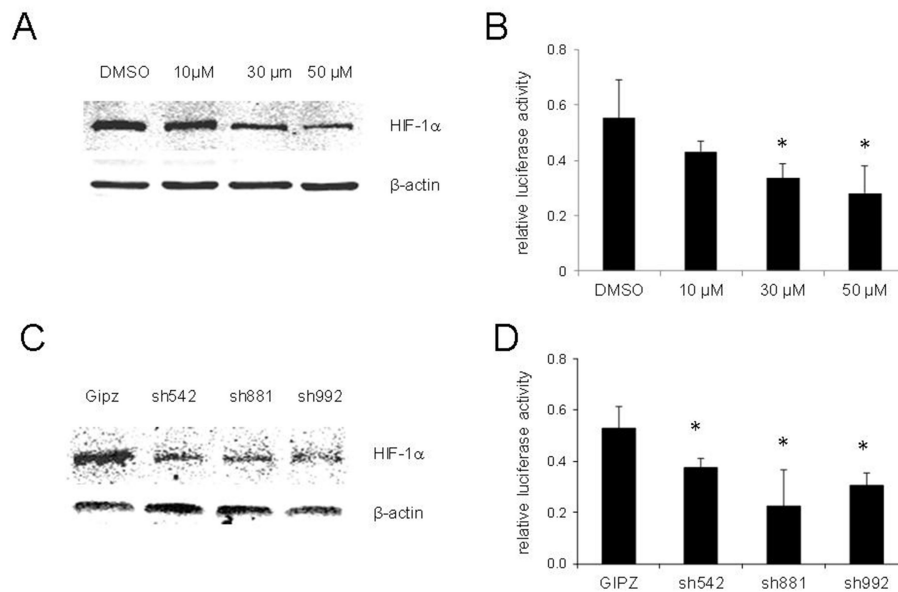 A
DMSO 10µM 30 µm 50 µM
HIF-1α
β-actin
B
relative luciferase activity
0.8
0.6
0.4
0.2
0
* *
DMSO 10 µM 30 µM 50 µM
C
Gipz sh542 sh881 sh992
HIF-1α
β-actin
D
relative luciferase activity
0.8
0.6
0.4
0.2
0.0
* * *
GIPZ sh542 sh881 sh992